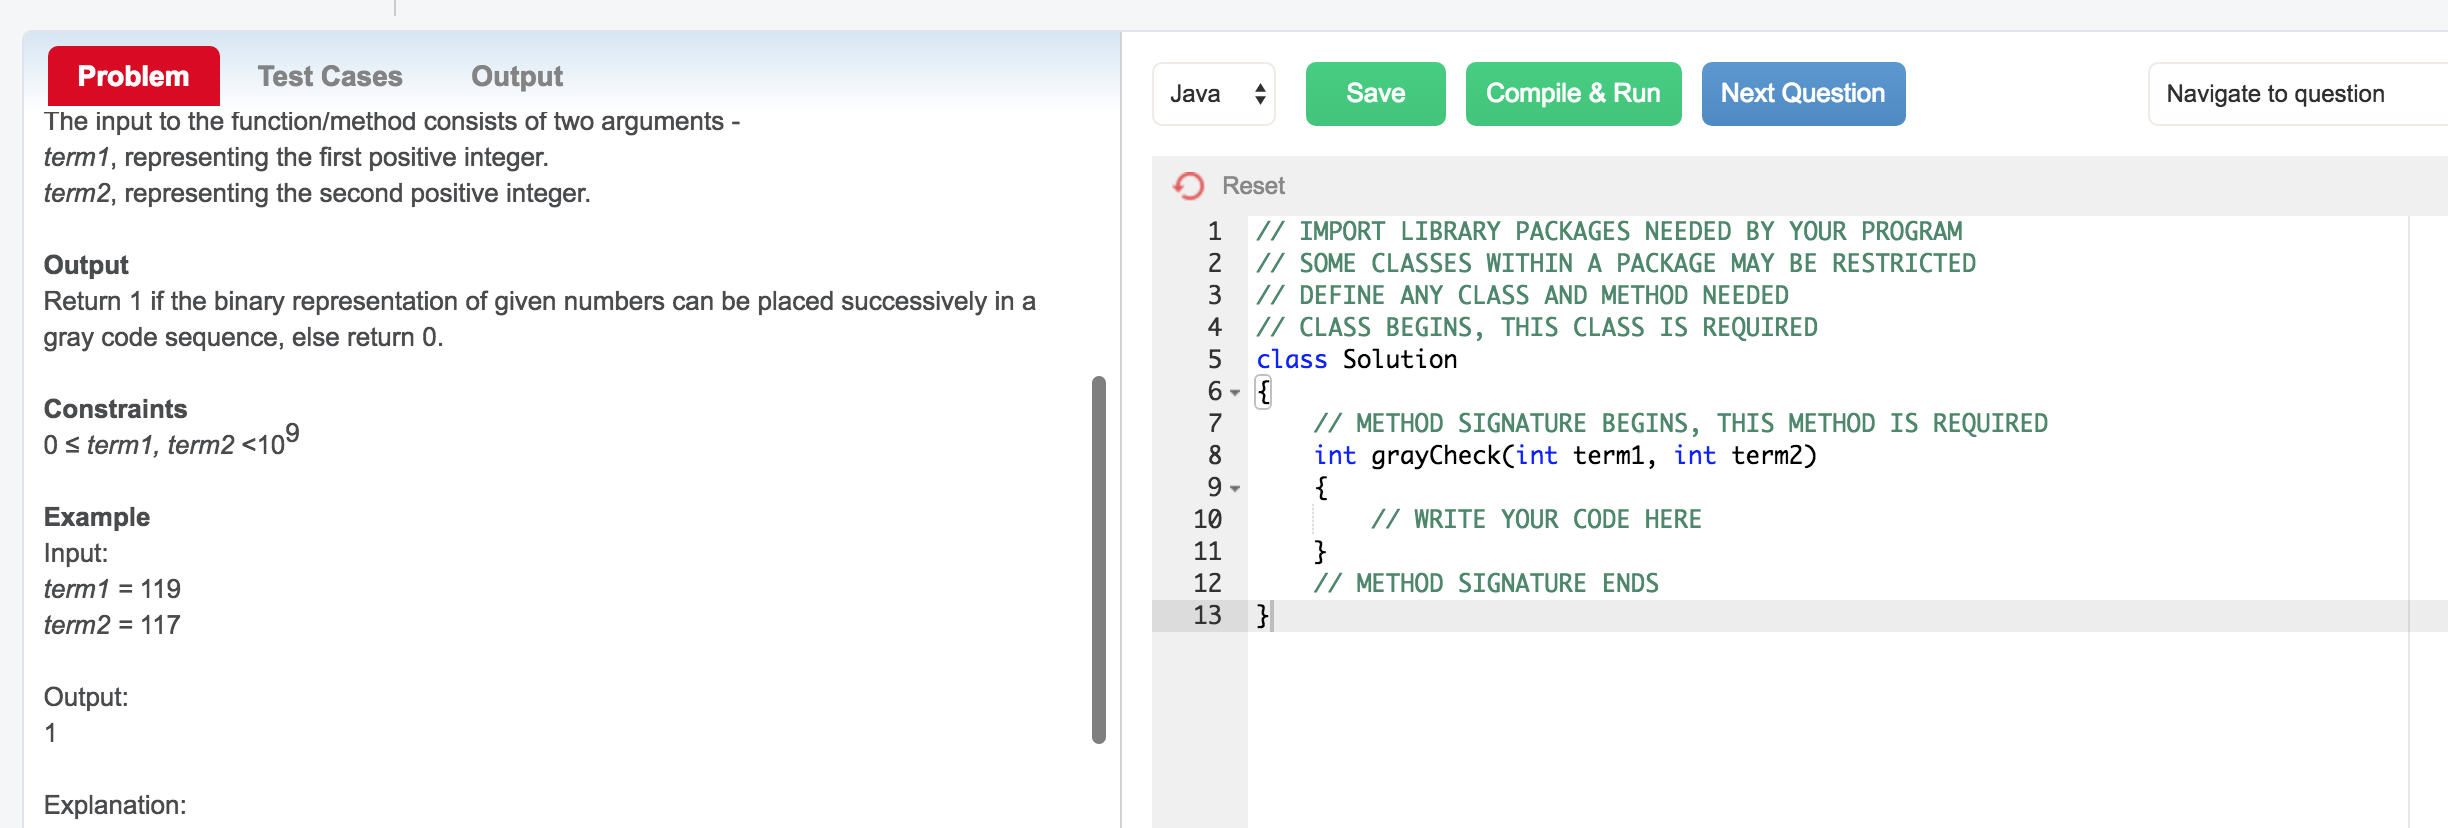 Problem
Test Cases
Output
The input to the function/method consists of two arguments -
term1, representing the first positive integer.
term2, representing the second positive integer.
Output
Return 1 if the binary representation of given numbers can be placed successively in a
gray code sequence, else return 0.
Constraints
0 ≤ term1, term2 <10⁹
Example
Input:
term1 = 119
term2 = 117
Output:
1
Explanation:
Java
Save
Compile & Run
Next Question
Navigate to question
Reset
1 // IMPORT LIBRARY PACKAGES NEEDED BY YOUR PROGRAM
2 // SOME CLASSES WITHIN A PACKAGE MAY BE RESTRICTED
3 // DEFINE ANY CLASS AND METHOD NEEDED
4 // CLASS BEGINS, THIS CLASS IS REQUIRED
5 class Solution
6 {
7 // METHOD SIGNATURE BEGINS, THIS METHOD IS REQUIRED
8 int grayCheck(int term1, int term2)
9 {
10 // WRITE YOUR CODE HERE
11 }
12 // METHOD SIGNATURE ENDS
13 }